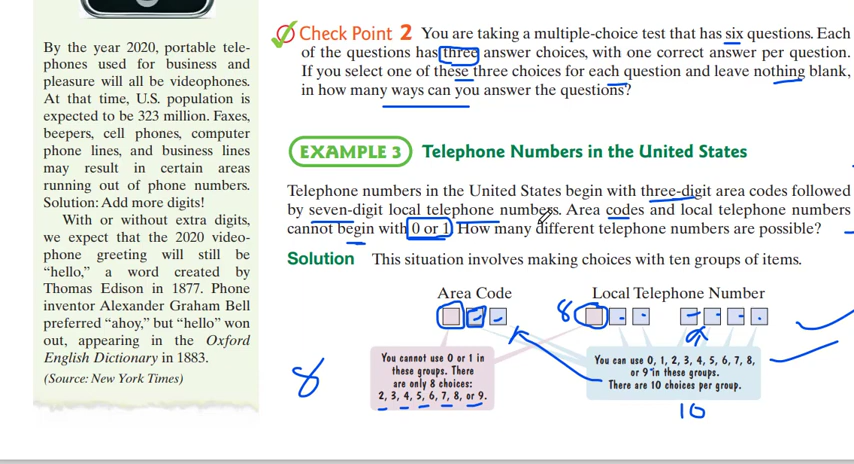 By the year 2020, portable tele-
phones used for business and
pleasure will all be videophones.
At that time, U.S. population is
expected to be 323 million. Faxes,
beepers, cell phones, computer
phone lines, and business lines
may result in certain areas
running out of phone numbers.
Solution: Add more digits!
With or without extra digits,
we expect that the 2020 video-
phone greeting will still be
“hello,” a word created by
Thomas Edison in 1877. Phone
inventor Alexander Graham Bell
preferred “ahoy,” but “hello” won
out, appearing in the Oxford
English Dictionary in 1883.
(Source: New York Times)
Check Point 2 You are taking a multiple-choice test that has six questions. Each
of the questions has three answer choices, with one correct answer per question.
If you select one of these three choices for each question and leave nothing blank,
in how many ways can you answer the questions?
EXAMPLE 3 Telephone Numbers in the United States
Telephone numbers in the United States begin with three-digit area codes followed
by seven-digit local telephone numbers. Area codes and local telephone numbers
cannot begin with 0 or 1. How many different telephone numbers are possible?
Solution This situation involves making choices with ten groups of items.
Area Code
Local Telephone Number
8
8
You cannot use 0 or 1 in
these groups. There
are only 8 choices:
2, 3, 4, 5, 6, 7, 8, or 9.
You can use 0, 1, 2, 3, 4, 5, 6, 7, 8,
or 9 in these groups.
There are 10 choices per group.
10